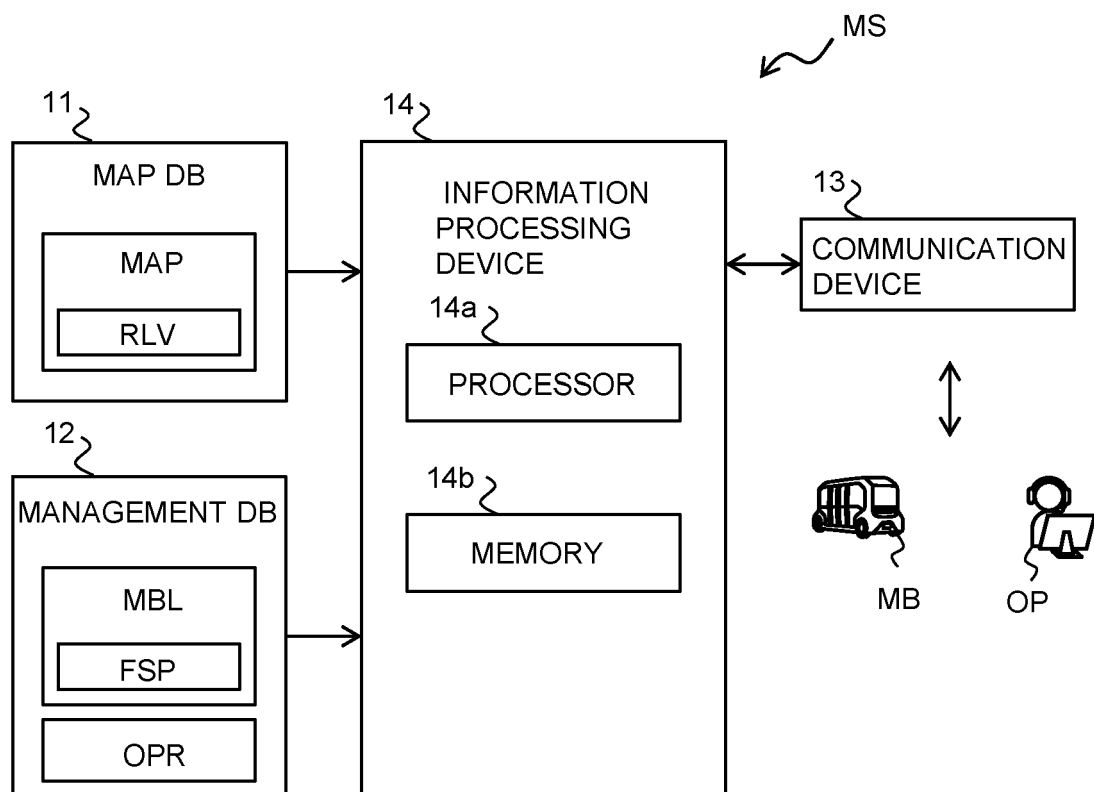 MS
11
MAP DB
MAP
RLV
12
MANAGEMENT DB
MBL
FSP
OPR
14
INFORMATION
PROCESSING
DEVICE
14a
PROCESSOR
14b
MEMORY
13
COMMUNICATION
DEVICE
MB
OP